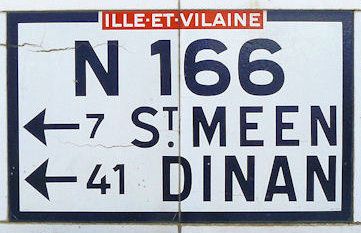 ILLE·ET·VILAINE
N 166
← 7 ST MEEN
← 41 DINAN